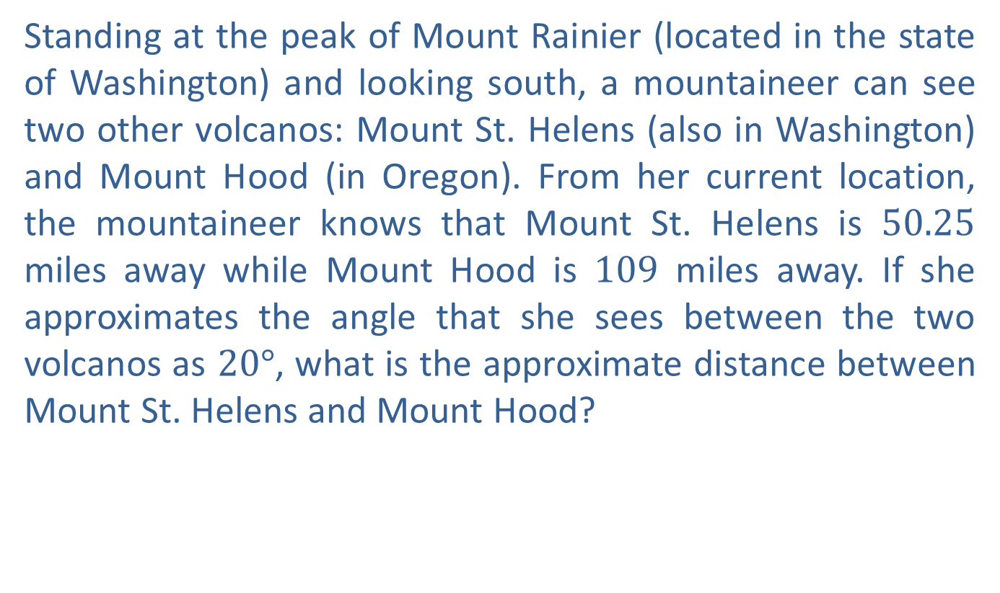 Standing at the peak of Mount Rainier (located in the state
of Washington) and looking south, a mountaineer can see
two other volcanos: Mount St. Helens (also in Washington)
and Mount Hood (in Oregon). From her current location,
the mountaineer knows that Mount St. Helens is 50.25
miles away while Mount Hood is 109 miles away. If she
approximates the angle that she sees between the two
volcanos as 20°, what is the approximate distance between
Mount St. Helens and Mount Hood?